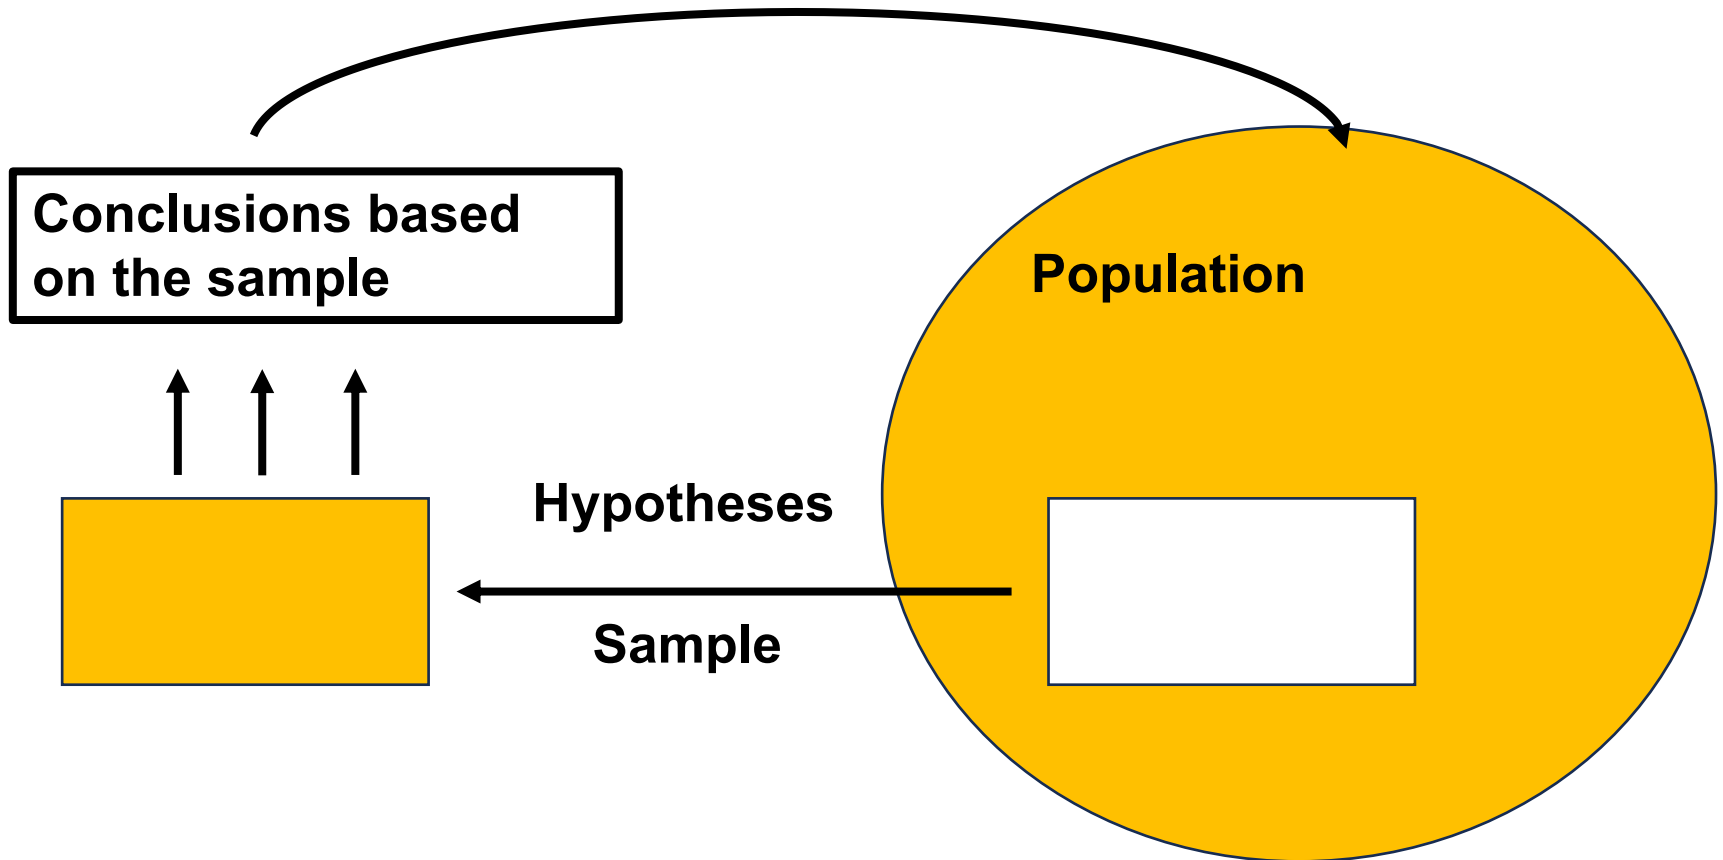 Conclusions based
on the sample
Population
Hypotheses
Sample